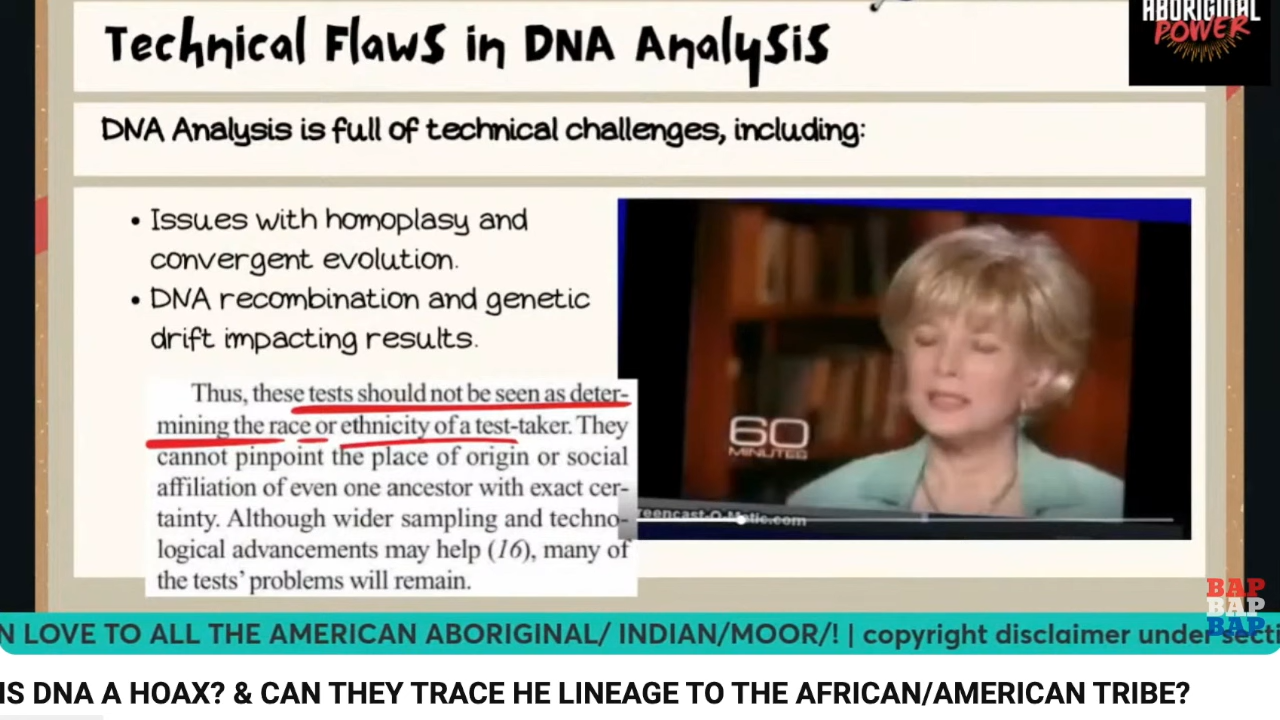 ABORIGINAL
POWER
Technical Flaws in DNA Analysis
DNA Analysis is full of technical challenges, including:
• Issues with homoplasy and
convergent evolution.
• DNA recombination and genetic
drift impacting results.
Thus, these tests should not be seen as deter-
mining the race or ethnicity of a test-taker. They
cannot pinpoint the place of origin or social
affiliation of even one ancestor with exact cer-
tainty. Although wider sampling and techno-
logical advancements may help (16), many of
the tests' problems will remain.
60
MINUTES
reencast-O-Matic.com
BAP
BAP
BAP
N LOVE TO ALL THE AMERICAN ABORIGINAL/ INDIAN/MOOR/! | copyright disclaimer under secti
IS DNA A HOAX? & CAN THEY TRACE HE LINEAGE TO THE AFRICAN/AMERICAN TRIBE?